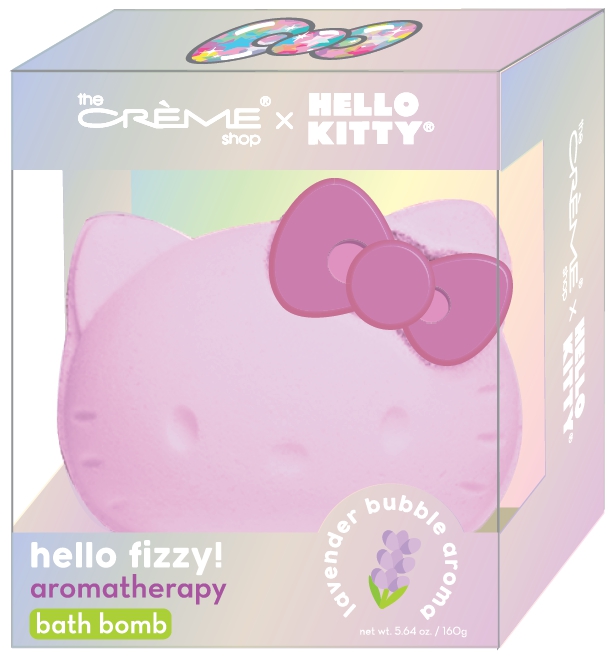 the
CRÈME®
shop
x
HELLO
KITTY®
the
CRÈME®
shop
x
HELLO
KITTY®
lavender bubble aroma
hello fizzy!
aromatherapy
bath bomb
net wt. 5.64 oz. / 160g